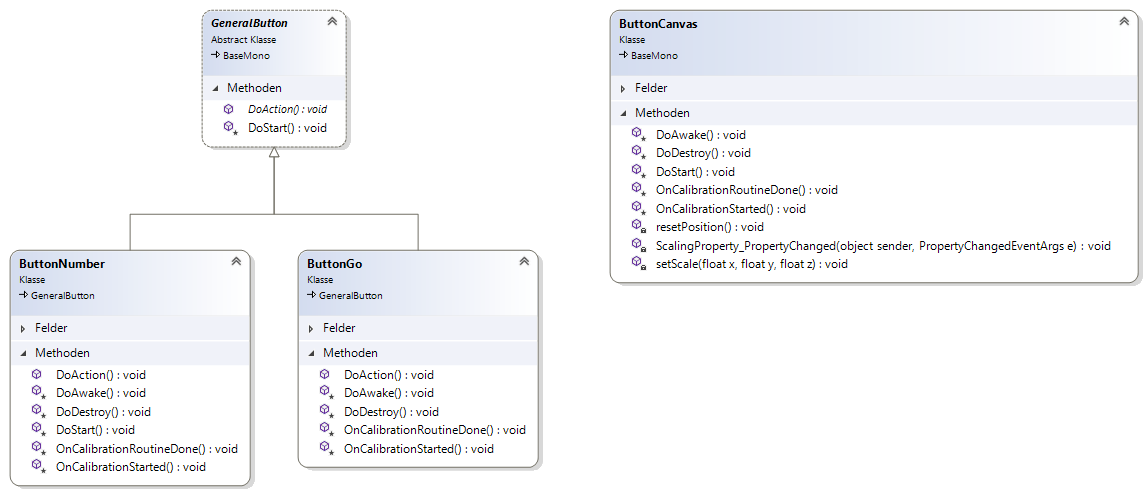 GeneralButton
Abstract Klasse
BaseMono
Methoden
DoAction() : void
DoStart() : void
ButtonCanvas
Klasse
BaseMono
Felder
Methoden
DoAwake() : void
DoDestroy() : void
DoStart() : void
OnCalibrationRoutineDone() : void
OnCalibrationStarted() : void
resetPosition() : void
ScalingProperty_PropertyChanged(object sender, PropertyChangedEventArgs e) : void
setScale(float x, float y, float z) : void
ButtonNumber
Klasse
GeneralButton
Felder
Methoden
DoAction() : void
DoAwake() : void
DoDestroy() : void
DoStart() : void
OnCalibrationRoutineDone() : void
OnCalibrationStarted() : void
ButtonGo
Klasse
GeneralButton
Felder
Methoden
DoAction() : void
DoAwake() : void
DoDestroy() : void
OnCalibrationRoutineDone() : void
OnCalibrationStarted() : void